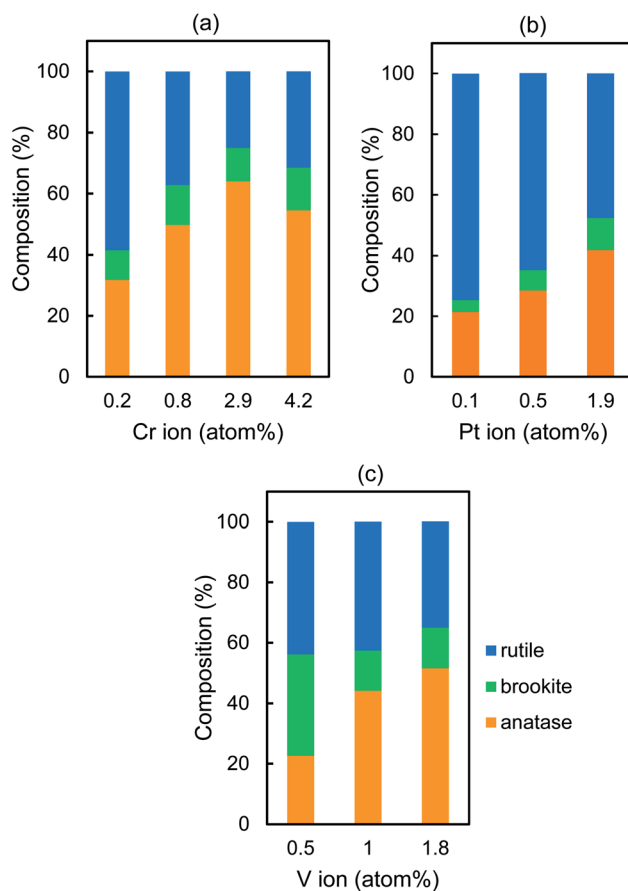 (a)
Composition (%)
100
80
60
40
20
0
0.2 0.8 2.9 4.2
Cr ion (atom%)
(b)
Composition (%)
100
80
60
40
20
0
0.1 0.5 1.9
Pt ion (atom%)
(c)
Composition (%)
100
80
60
40
20
0
0.5 1 1.8
V ion (atom%)
rutile
brookite
anatase